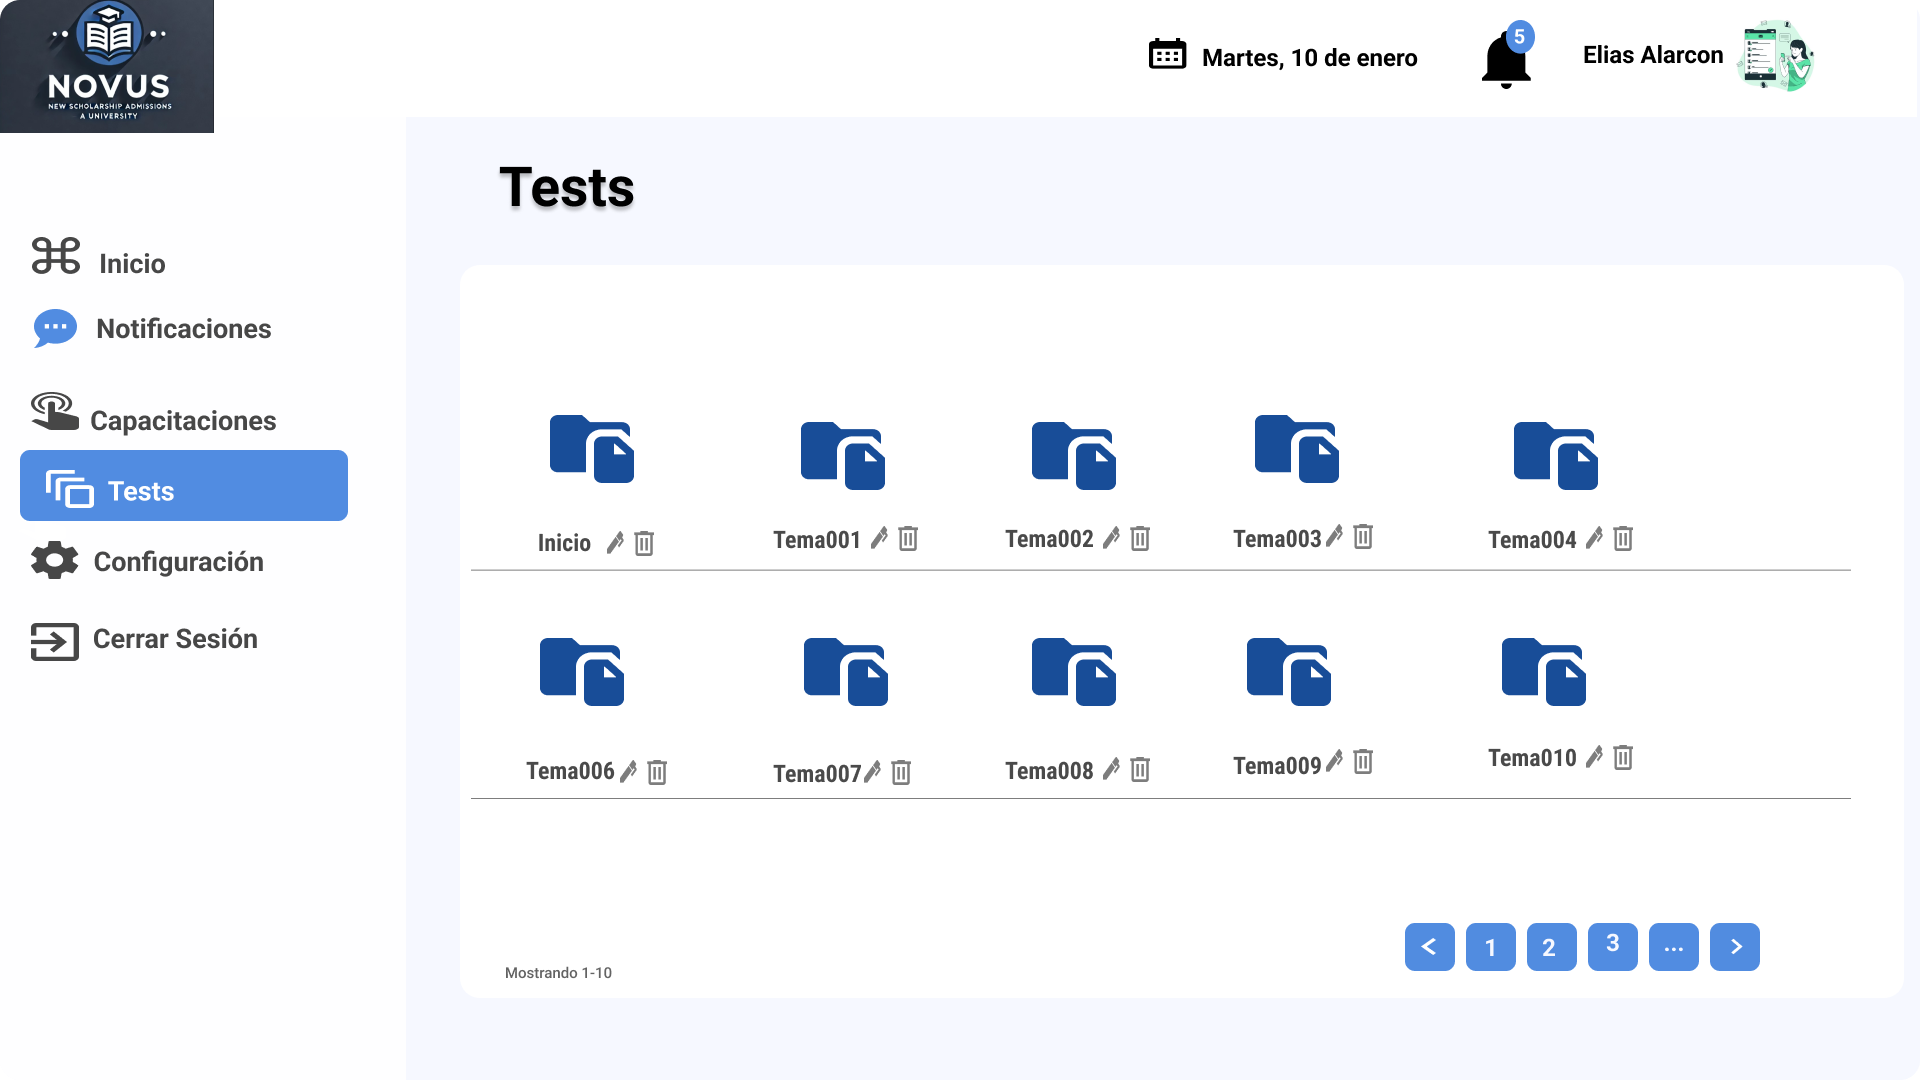 NOVUS
NEW SCHOLARSHIP ADMISSIONS
A UNIVERSITY
Martes, 10 de enero
5
Elias Alarcon
Inicio
Notificaciones
Capacitaciones
Tests
Configuración
Cerrar Sesión
Tests
Inicio
Tema001
Tema002
Tema003
Tema004
Tema006
Tema007
Tema008
Tema009
Tema010
Mostrando 1-10
< 1 2 3 ... >